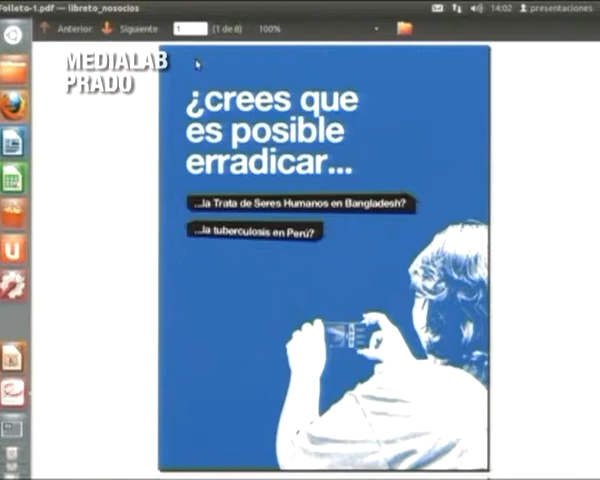 Folleto-1.pdf — libreto_nosocios
14:02
presentaciones
Anterior
Siguiente
1
(1 de 8)
100%
MEDIALAB
PRADO
¿crees que
es posible
erradicar...
...la Trata de Seres Humanos en Bangladesh?
...la tuberculosis en Perú?